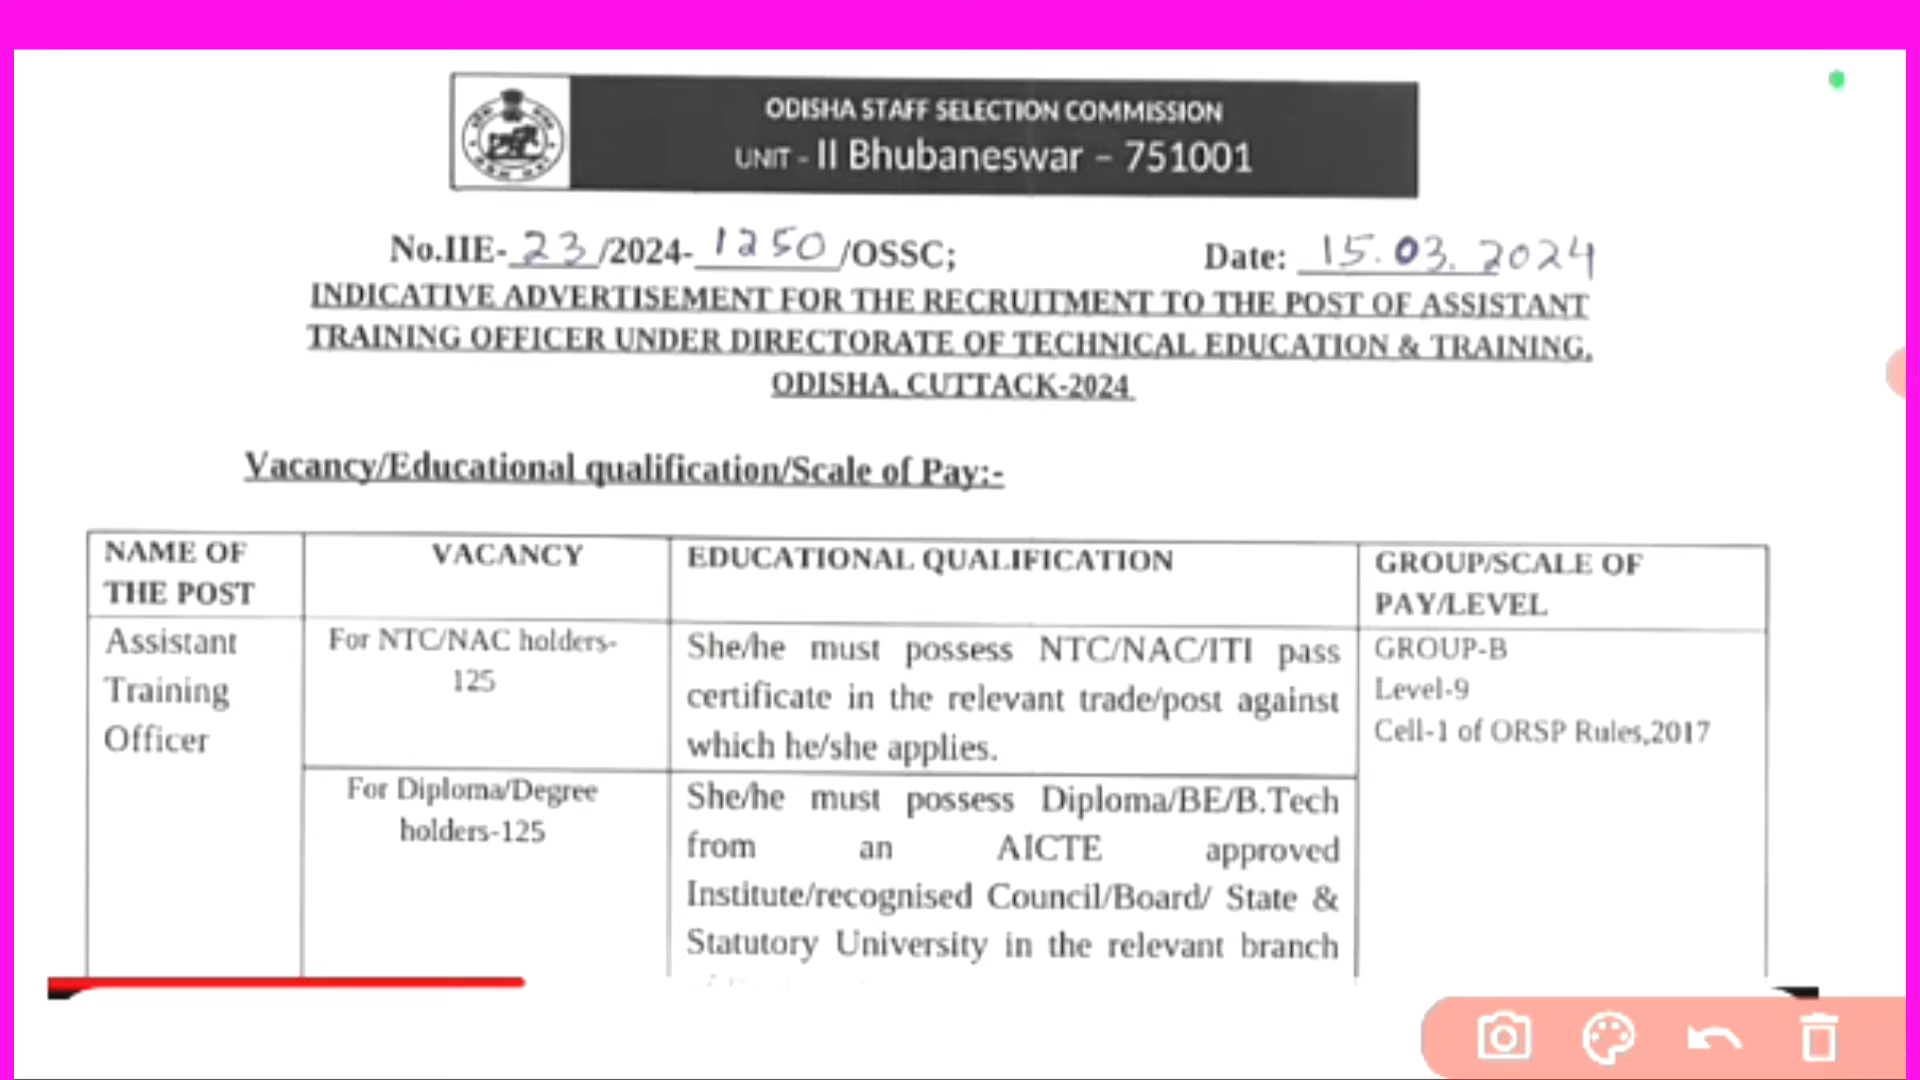 ODISHA STAFF SELECTION COMMISSION
UNIT - II Bhubaneswar – 751001
No.IIE-23/2024-1250/OSSC;
Date: 15.03.2024
INDICATIVE ADVERTISEMENT FOR THE RECRUITMENT TO THE POST OF ASSISTANT
TRAINING OFFICER UNDER DIRECTORATE OF TECHNICAL EDUCATION & TRAINING,
ODISHA, CUTTACK-2024
Vacancy/Educational qualification/Scale of Pay:-
NAME OF
THE POST
VACANCY
EDUCATIONAL QUALIFICATION
GROUP/SCALE OF
PAY/LEVEL
Assistant
Training
Officer
For NTC/NAC holders-
125
She/he must possess NTC/NAC/ITI pass
certificate in the relevant trade/post against
which he/she applies.
GROUP-B
Level-9
Cell-1 of ORSP Rules,2017
For Diploma/Degree
holders-125
She/he must possess Diploma/BE/B.Tech
from an AICTE approved
Institute/recognised Council/Board/ State &
Statutory University in the relevant branch